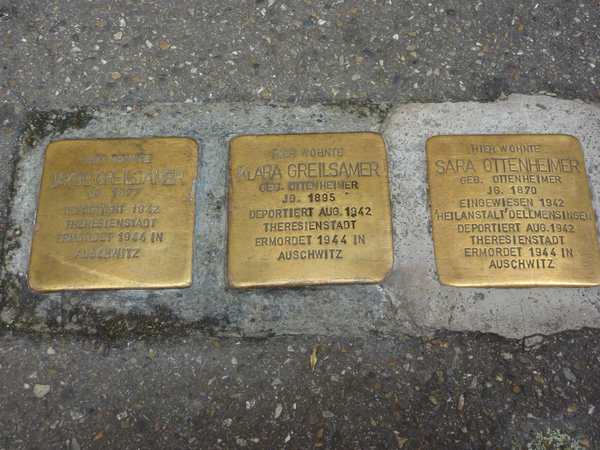 HIER WOHNTE
JAKOB GREILSAMER
JG. 1877
DEPORTIERT 1942
THERESIENSTADT
ERMORDET 1944 IN
AUSCHWITZ
HIER WOHNTE
KLARA GREILSAMER
GEB. OTTENHEIMER
JG. 1895
DEPORTIERT AUG. 1942
THERESIENSTADT
ERMORDET 1944 IN
AUSCHWITZ
HIER WOHNTE
SARA OTTENHEIMER
GEB. OTTENHEIMER
JG. 1870
EINGEWIESEN 1942
'HEILANSTALT' DELLMENSINGEN
DEPORTIERT AUG. 1942
THERESIENSTADT
ERMORDET 1944 IN
AUSCHWITZ